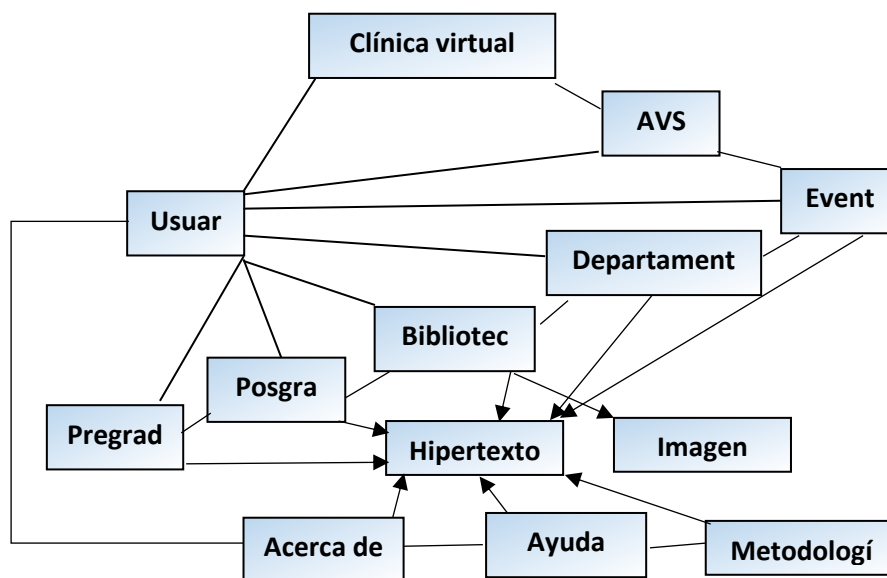 Clínica virtual
AVS
Event
Usuar
Departament
Bibliotec
Posgra
Pregrad
Hipertexto
Imagen
Acerca de
Ayuda
Metodologí